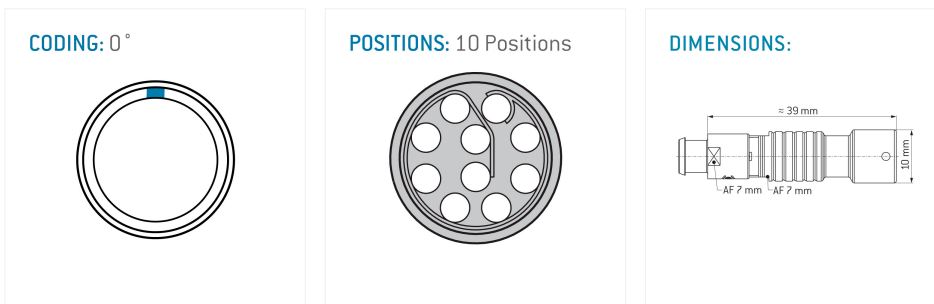 CODING: 0°
POSITIONS: 10 Positions
DIMENSIONS:
≈ 39 mm
10 mm
AF 7 mm
AF 7 mm